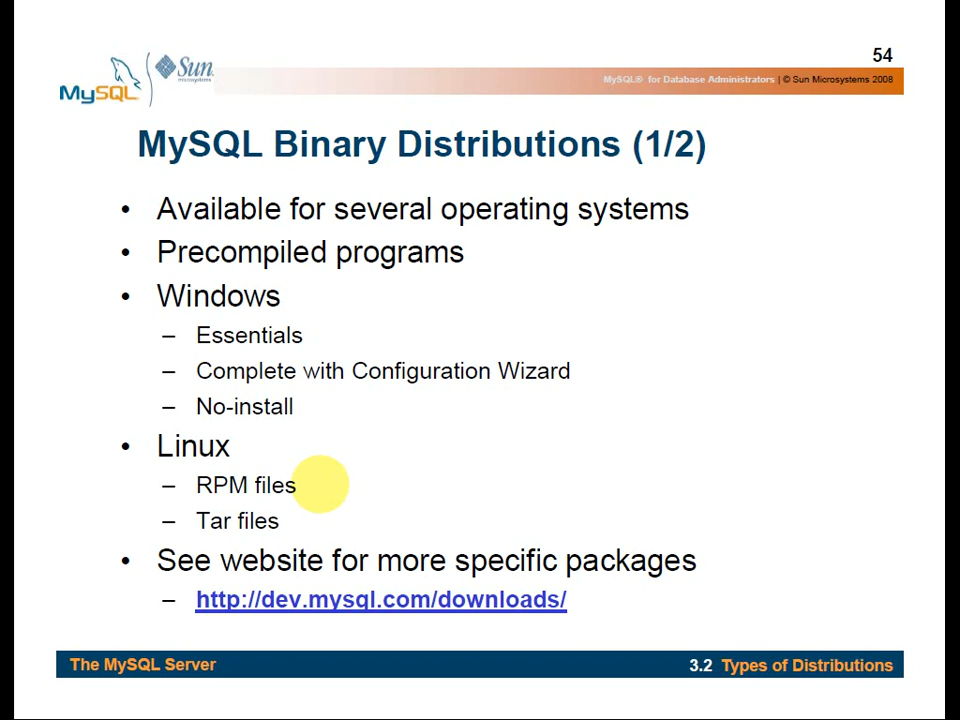 54
MySQL
Sun
microsystems
MySQL® for Database Administrators | © Sun Microsystems 2008
MySQL Binary Distributions (1/2)
• Available for several operating systems
• Precompiled programs
• Windows
– Essentials
– Complete with Configuration Wizard
– No-install
• Linux
– RPM files
– Tar files
• See website for more specific packages
– http://dev.mysql.com/downloads/
The MySQL Server
3.2 Types of Distributions